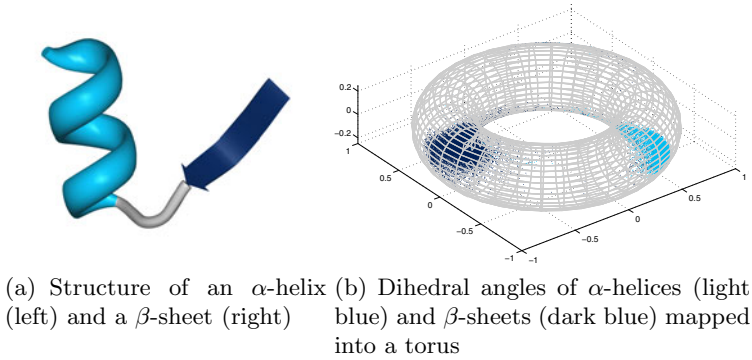 0.2
0
−0.2
1
0.5
0
−0.5
−1
−1
−0.5
0
0.5
1
(a) Structure of an α-helix
(left) and a β-sheet (right)
(b) Dihedral angles of α-helices (light
blue) and β-sheets (dark blue) mapped
into a torus